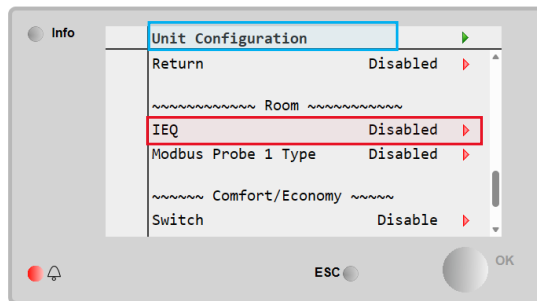 Info
Unit Configuration
Return Disabled
~~~~~~~~~~~~ Room ~~~~~~~~~~~
IEQ Disabled
Modbus Probe 1 Type Disabled
~~~~~~ Comfort/Economy ~~~~~
Switch Disable
ESC
OK